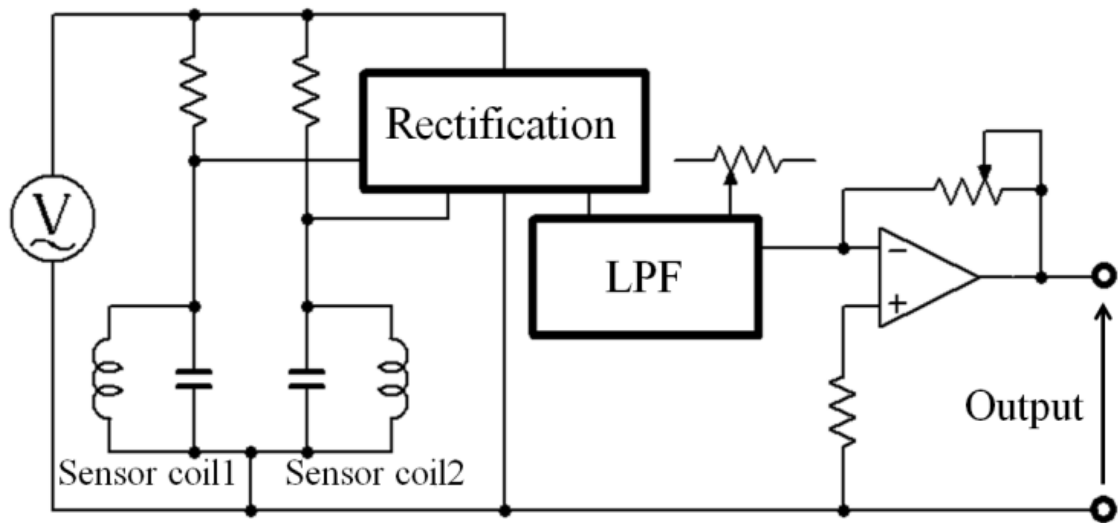 Rectification
V
LPF
−
+
Output
Sensor coil1
Sensor coil2